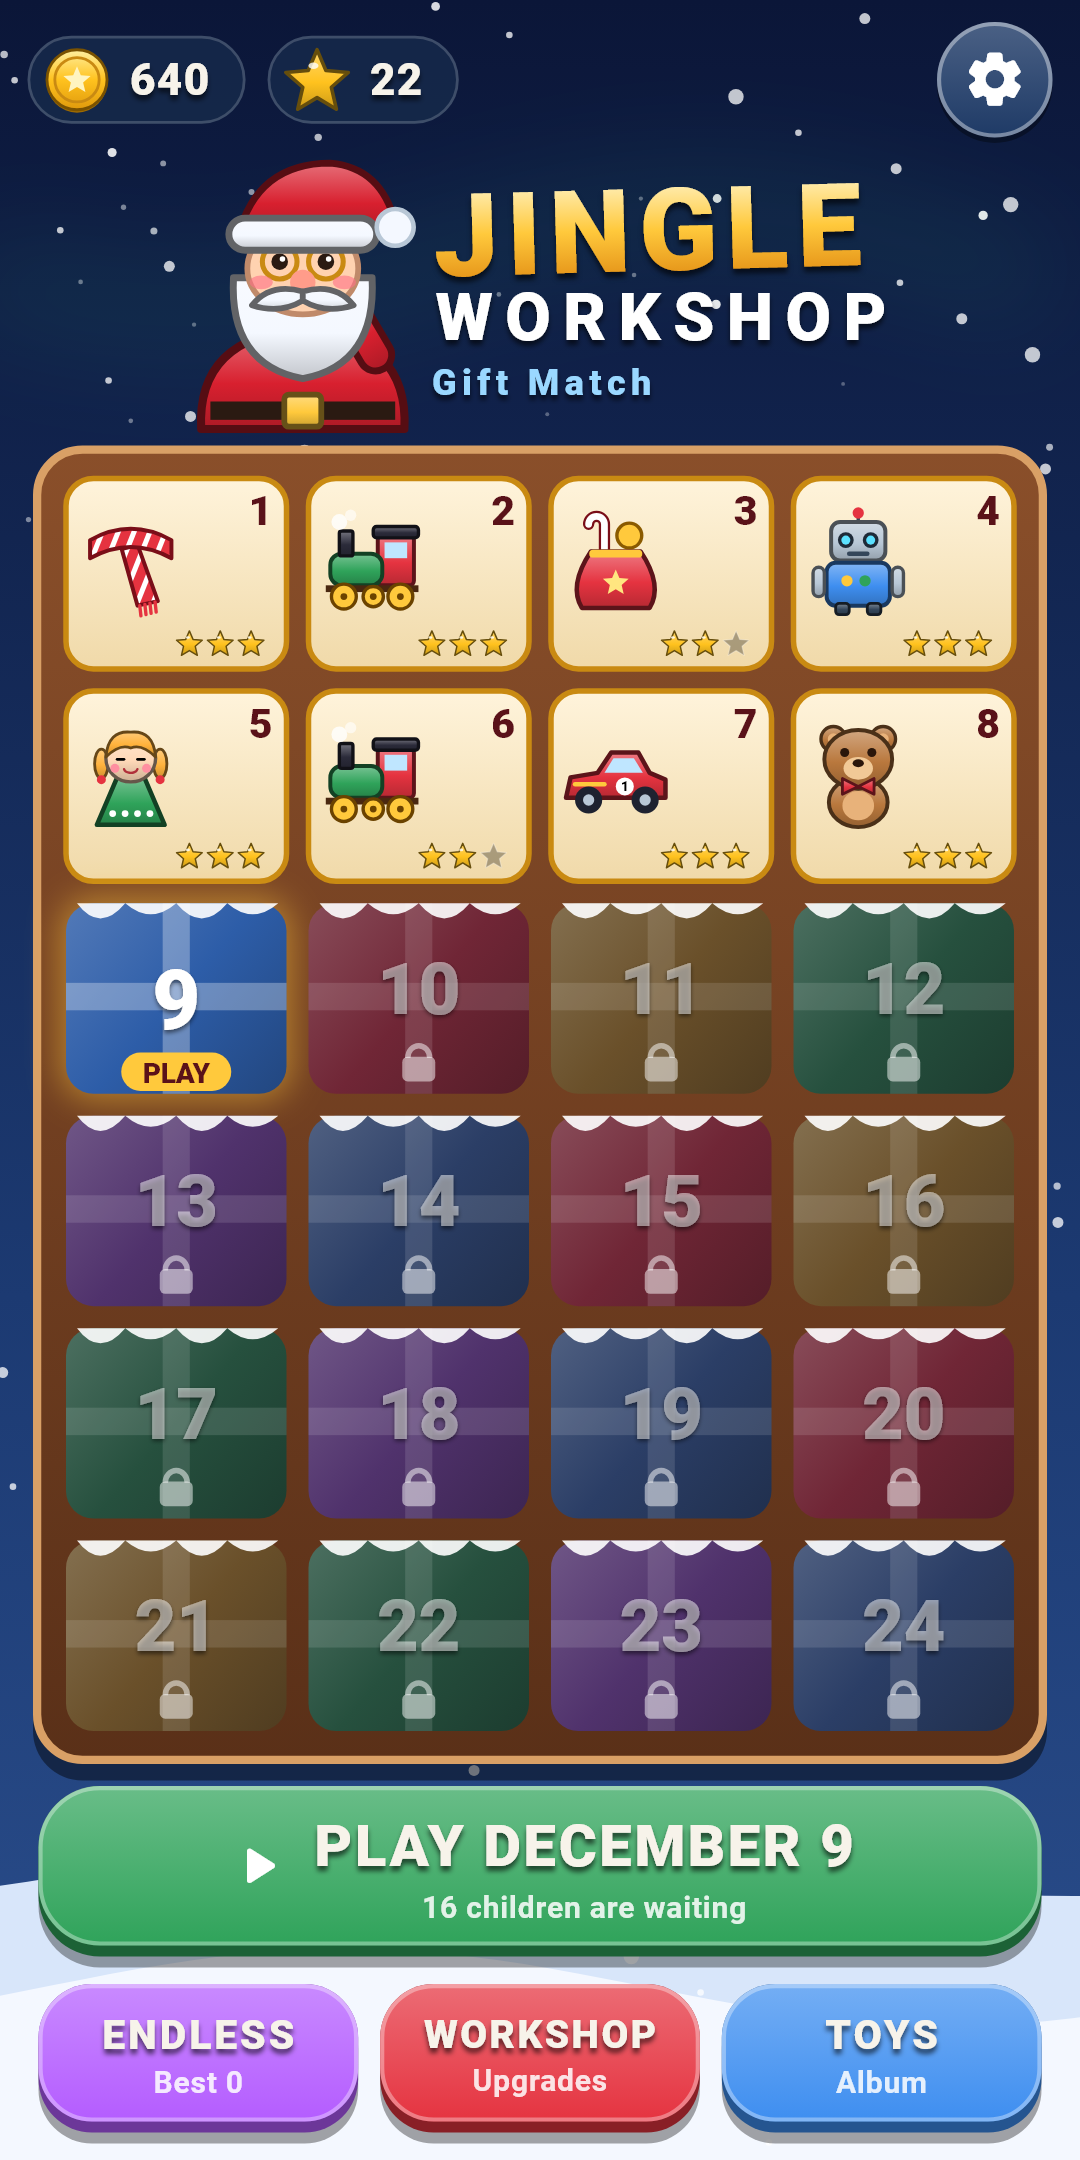 640
22
JINGLE
WORKSHOP
Gift Match
1
2
3
4
5
6
7
1
8
9
PLAY
10
11
12
13
14
15
16
17
18
19
20
21
22
23
24
PLAY DECEMBER 9
16 children are waiting
ENDLESS
Best 0
WORKSHOP
Upgrades
TOYS
Album